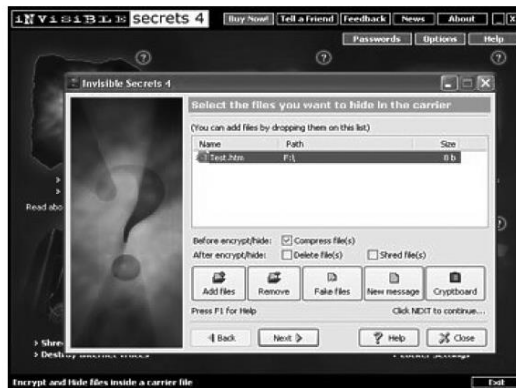 INVISIBLE secrets 4 Buy Now! Tell a Friend Feedback News About
Passwords Options Help
Invisible Secrets 4
Select the files you want to hide in the carrier
(You can add files by dropping them on this list)
Name Path Size
Test.htm F:\ 0 b
Read abo
Before encrypt/hide: Compress file(s)
After encrypt/hide: Delete file(s) Shred file(s)
Add files Remove Fake files New message Cryptboard
Press F1 for Help Click NEXT to continue...
Back Next Help Close
> Shre
> Destroy Internet Traces > Locker Settings
Encrypt and Hide files inside a carrier file Exit